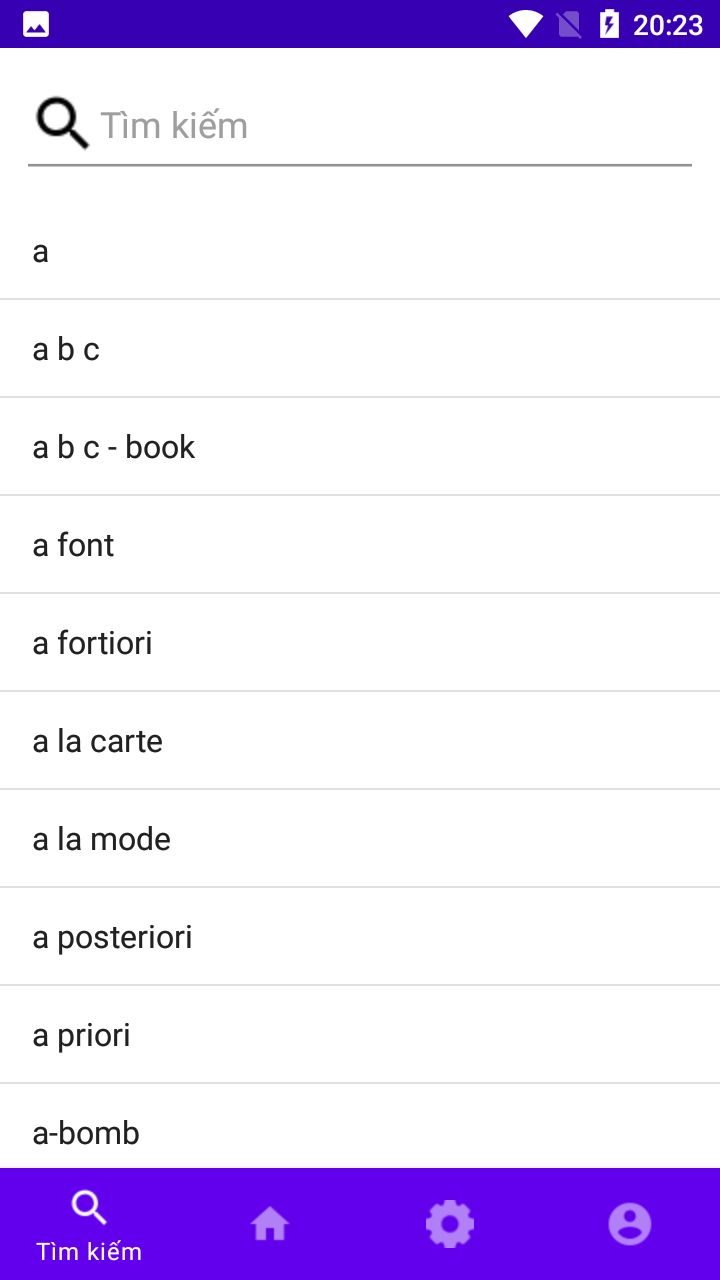 20:23
Tìm kiếm
a
a b c
a b c - book
a font
a fortiori
a la carte
a la mode
a posteriori
a priori
a-bomb
Tìm kiếm